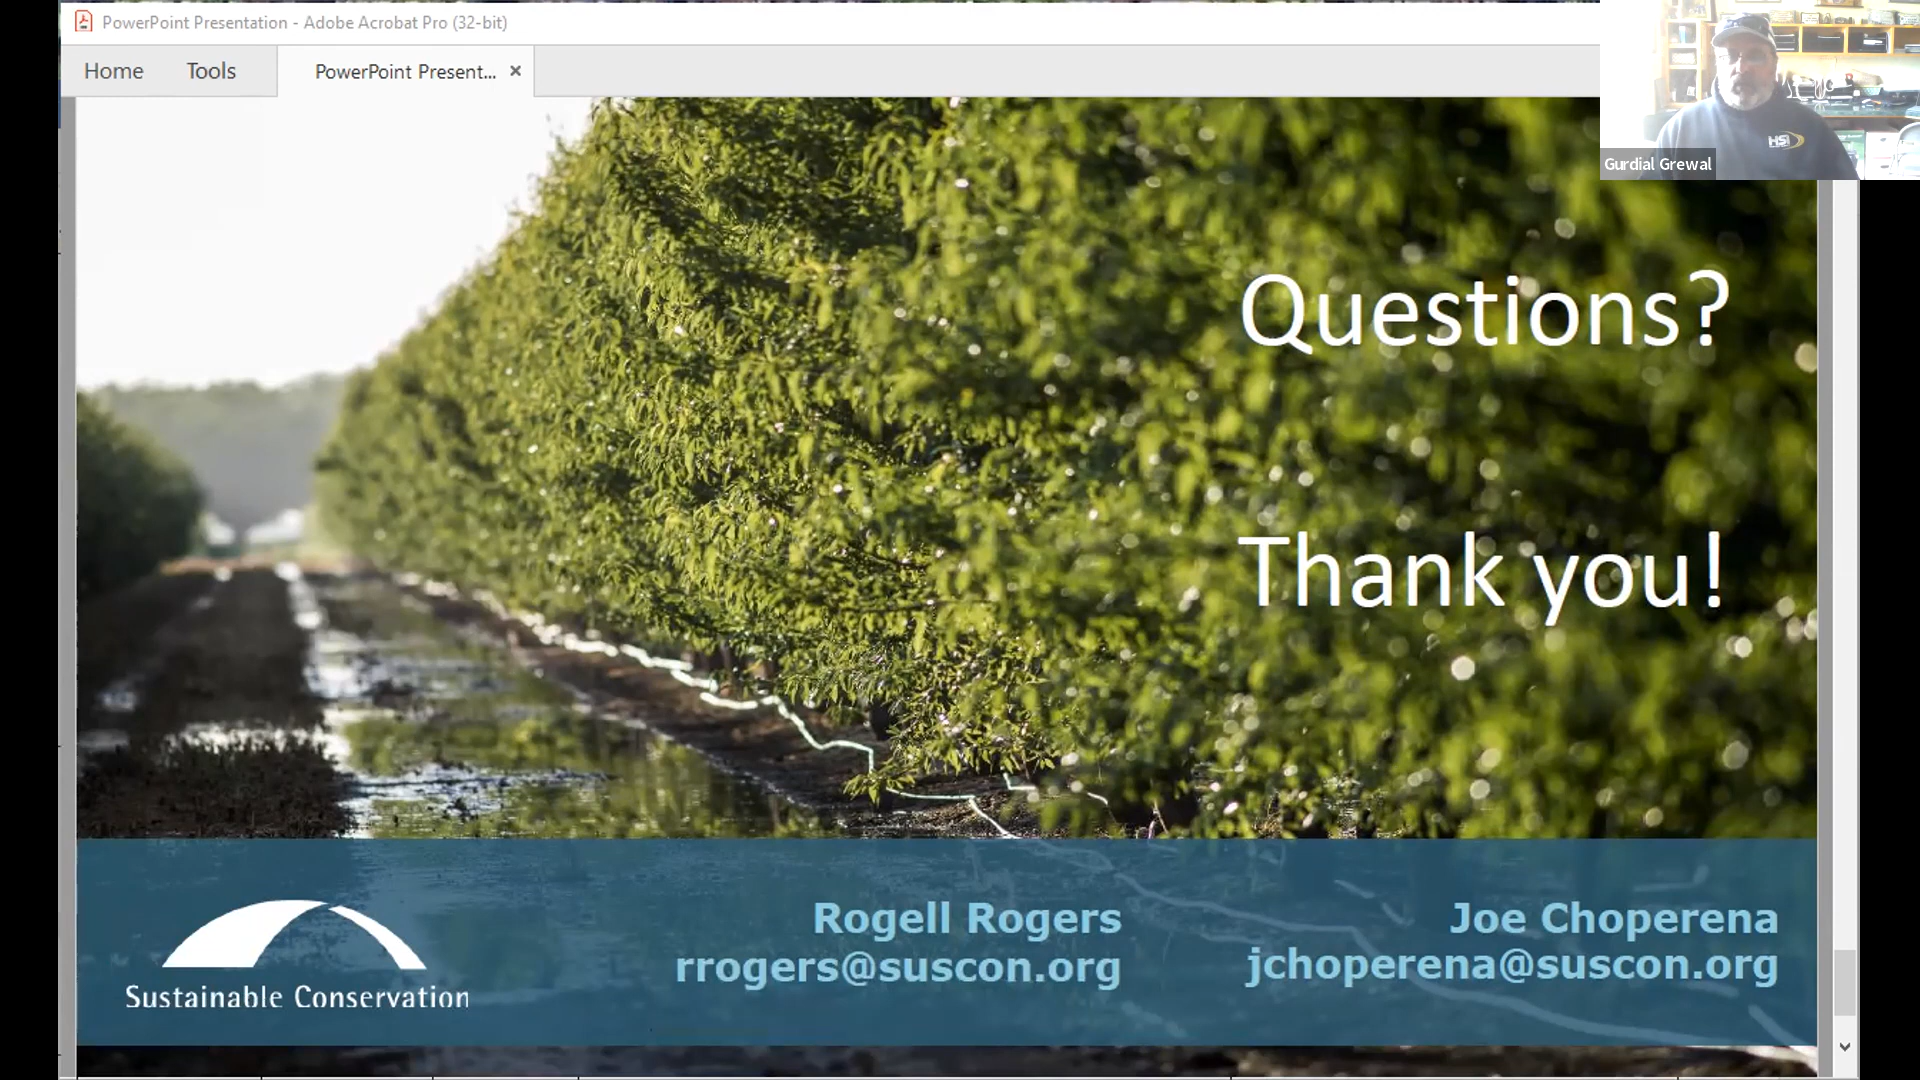 PowerPoint Presentation - Adobe Acrobat Pro (32-bit)
Home
Tools
PowerPoint Present... ×
HSI
Gurdial Grewal
Questions?
Thank you!
Rogell Rogers
rrogers@suscon.org
Joe Choperena
jchoperena@suscon.org
Sustainable Conservation